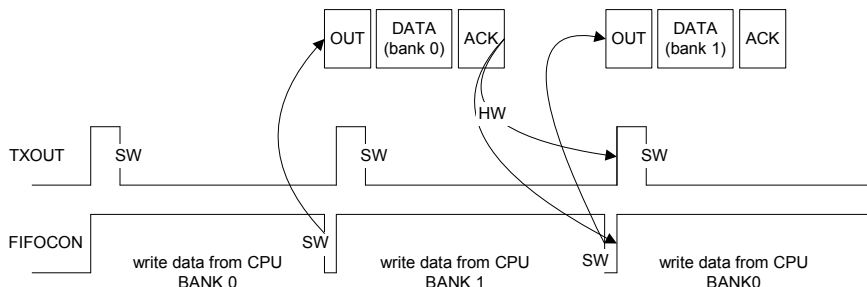 OUT
DATA
(bank 0)
ACK
OUT
DATA
(bank 1)
ACK
HW
TXOUT
SW
SW
SW
FIFOCON
SW
SW
write data from CPU
BANK 0
write data from CPU
BANK 1
write data from CPU
BANK0